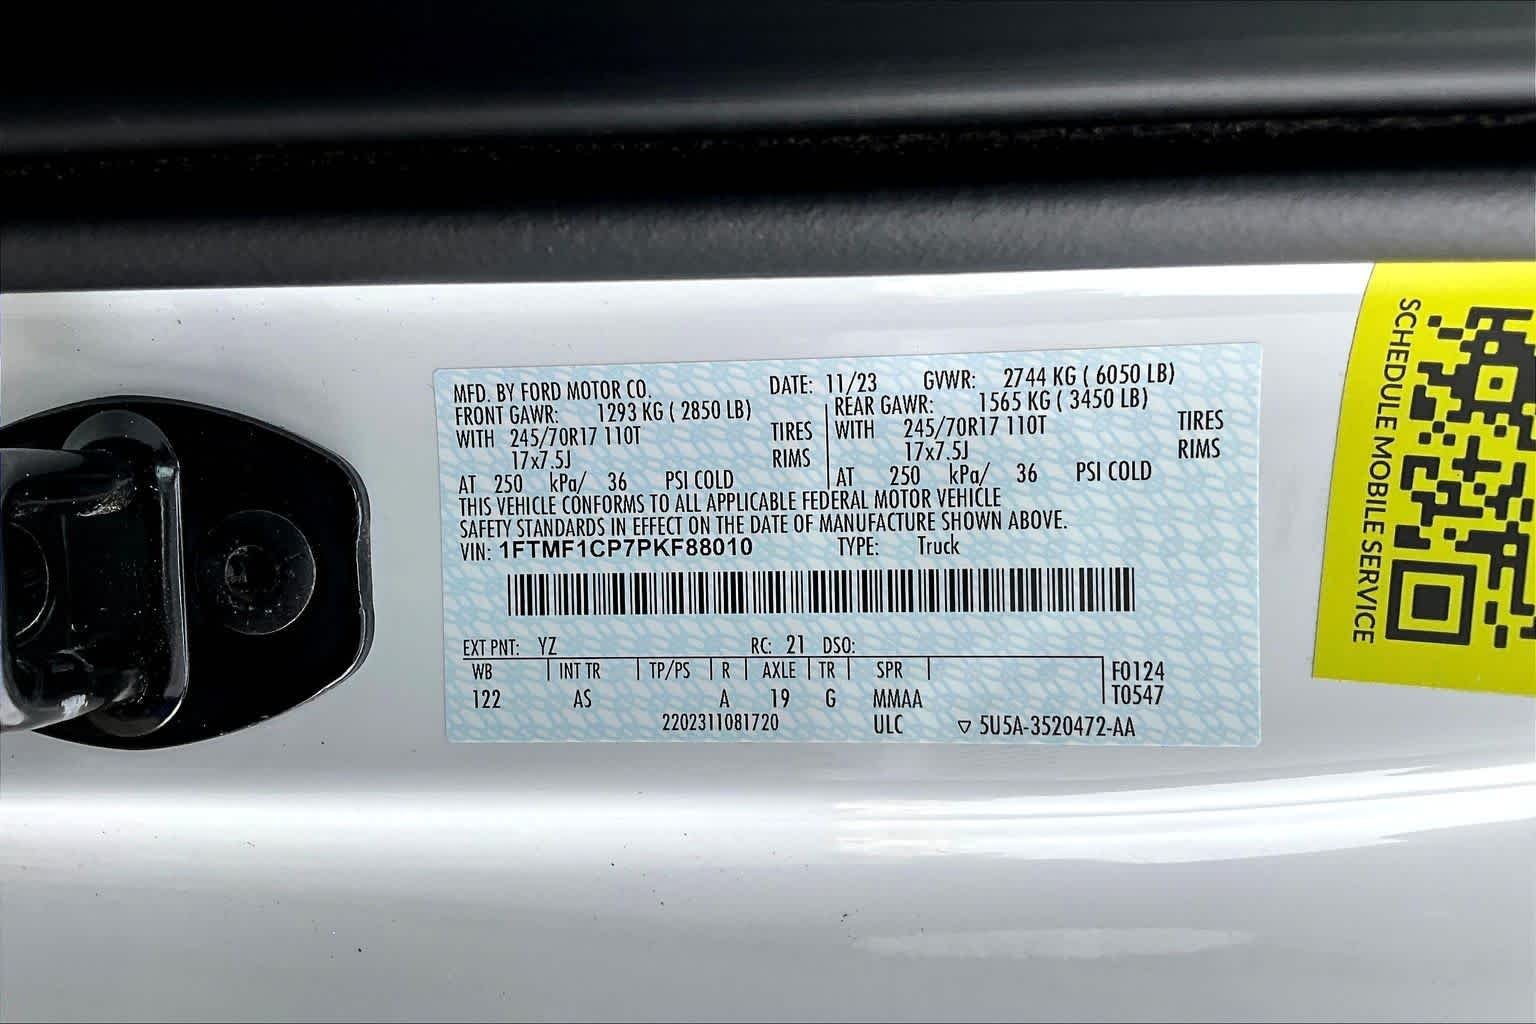 MFD. BY FORD MOTOR CO. DATE: 11/23 GVWR: 2744 KG ( 6050 LB)
FRONT GAWR: 1293 KG ( 2850 LB) REAR GAWR: 1565 KG ( 3450 LB)
WITH 245/70R17 110T TIRES WITH 245/70R17 110T TIRES
17x7.5J RIMS 17x7.5J RIMS
AT 250 kPa/ 36 PSI COLD AT 250 kPa/ 36 PSI COLD
THIS VEHICLE CONFORMS TO ALL APPLICABLE FEDERAL MOTOR VEHICLE
SAFETY STANDARDS IN EFFECT ON THE DATE OF MANUFACTURE SHOWN ABOVE.
VIN: 1FTMF1CP7PKF88010 TYPE: Truck
EXT PNT: YZ RC: 21 DSO:
WB INT TR TP/PS R AXLE TR SPR F0124
122 AS A 19 G MMAA T0547
2202311081720 ULC ▽ 5U5A-3520472-AA
SCHEDULE MOBILE SERVICE